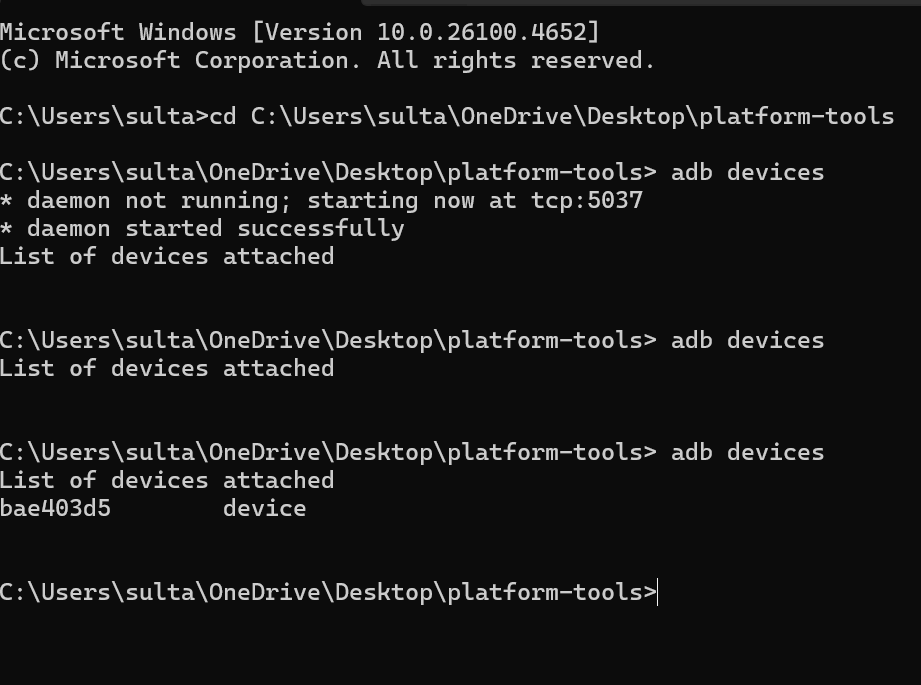 Microsoft Windows [Version 10.0.26100.4652]
(c) Microsoft Corporation. All rights reserved.
C:\Users\sulta>cd C:\Users\sulta\OneDrive\Desktop\platform-tools
C:\Users\sulta\OneDrive\Desktop\platform-tools> adb devices
* daemon not running; starting now at tcp:5037
* daemon started successfully
List of devices attached
C:\Users\sulta\OneDrive\Desktop\platform-tools> adb devices
List of devices attached
C:\Users\sulta\OneDrive\Desktop\platform-tools> adb devices
List of devices attached
bae403d5        device
C:\Users\sulta\OneDrive\Desktop\platform-tools>